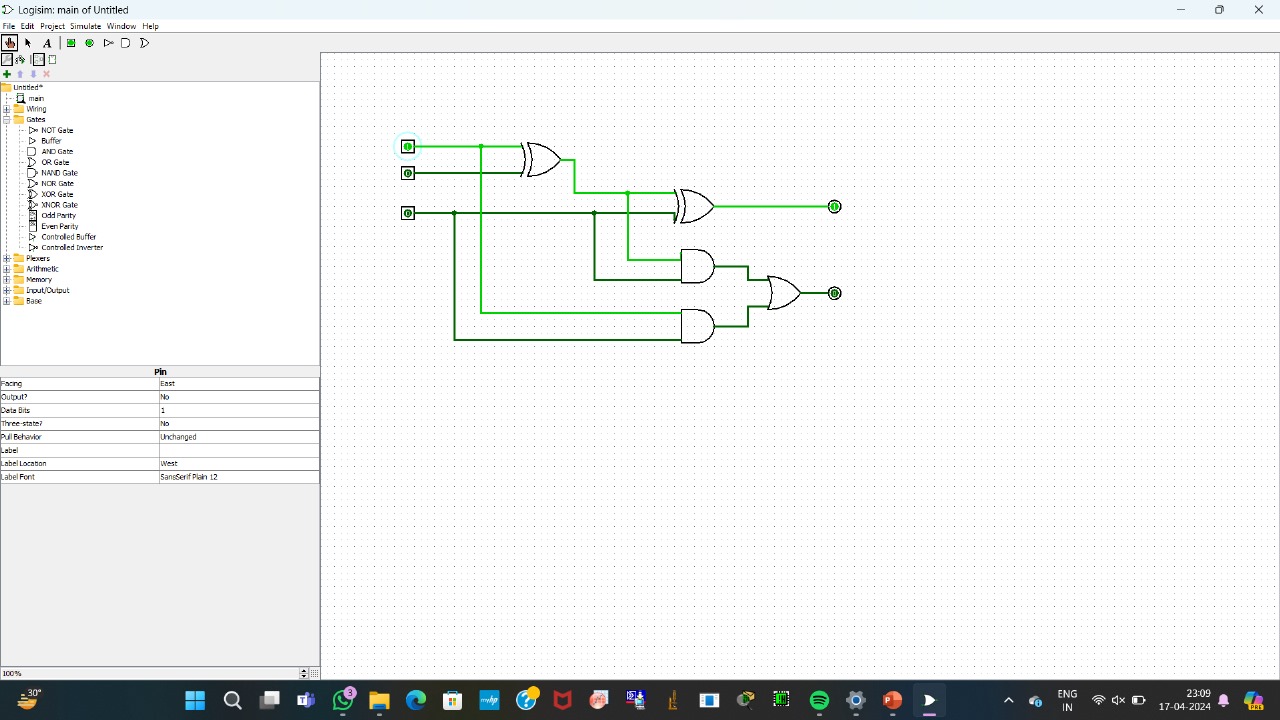 Logisim: main of Untitled
File Edit Project Simulate Window Help
A
Untitled*
main
Wiring
Gates
NOT Gate
Buffer
AND Gate
OR Gate
NAND Gate
NOR Gate
XOR Gate
XNOR Gate
Odd Parity
Even Parity
Controlled Buffer
Controlled Inverter
Plexers
Arithmetic
Memory
Input/Output
Base
Pin
Facing East
Output? No
Data Bits 1
Three-state? No
Pull Behavior Unchanged
Label
Label Location West
Label Font SansSerif Plain 12
1
0
0
1
0
100%
30°
3
ENG
IN
23:09
17-04-2024